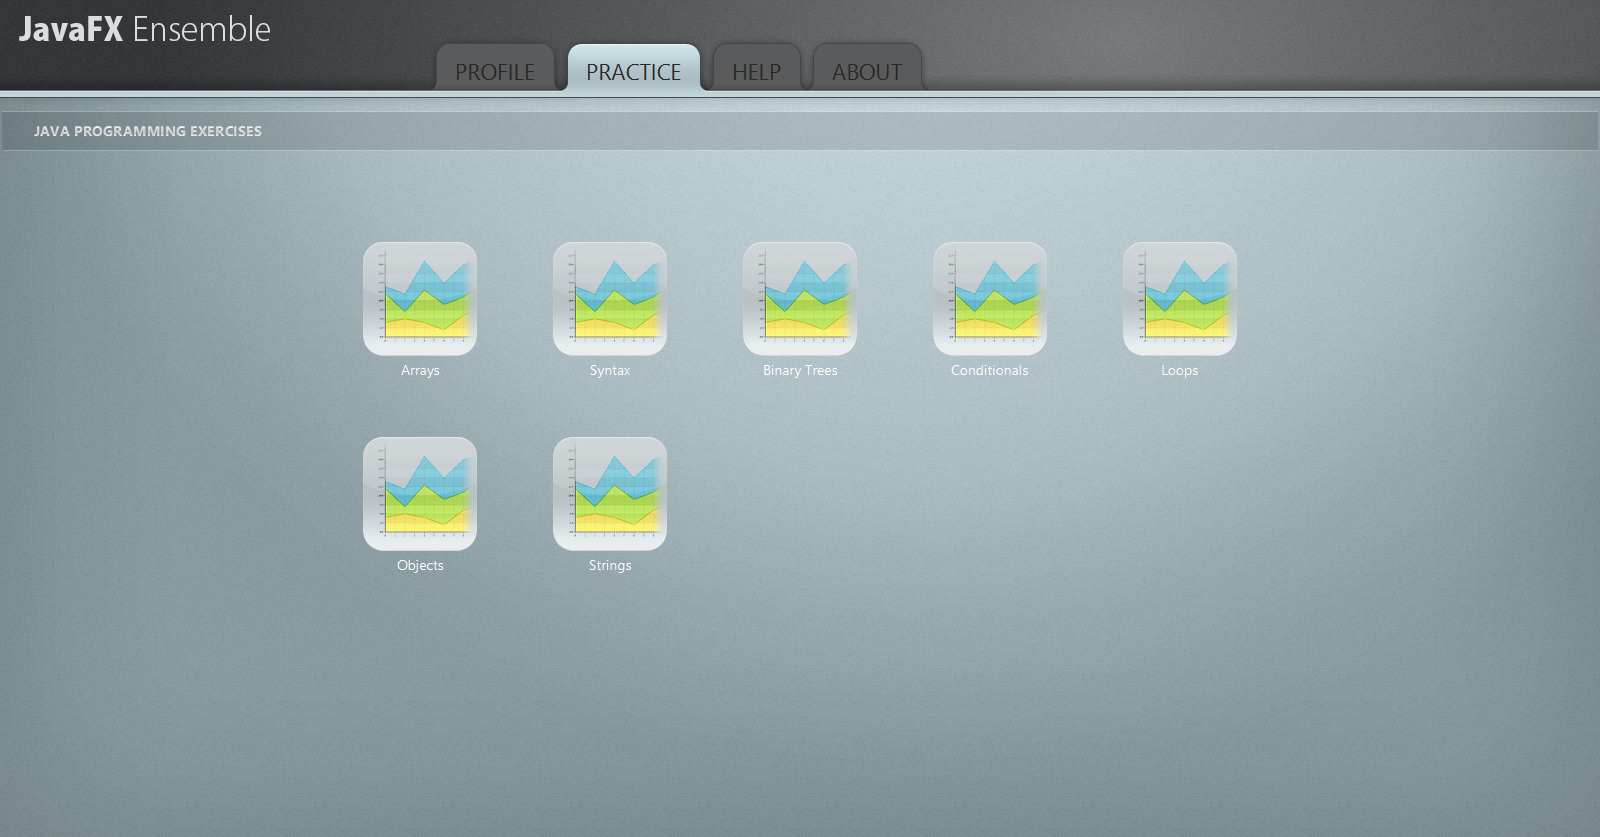 JavaFX Ensemble
PROFILE PRACTICE HELP ABOUT
JAVA PROGRAMMING EXERCISES
Arrays Syntax Binary Trees Conditionals Loops
Objects Strings